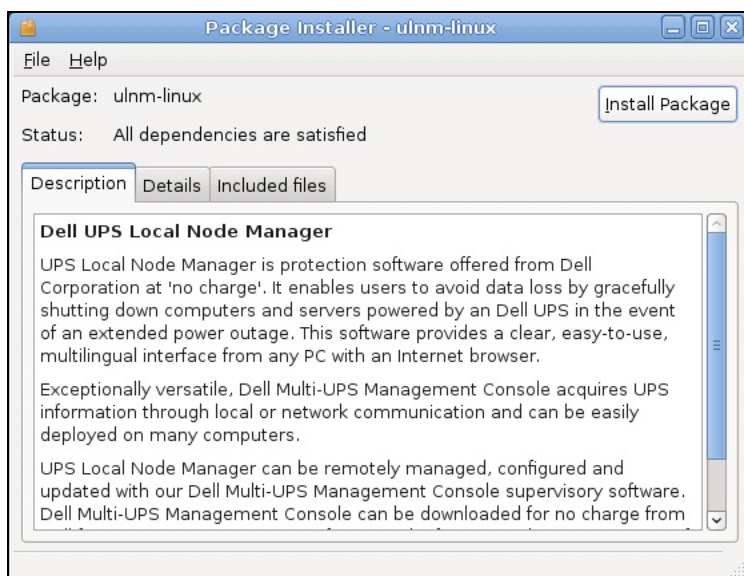 Package Installer - ulnm-linux
File Help
Package: ulnm-linux
Install Package
Status: All dependencies are satisfied
Description Details Included files
Dell UPS Local Node Manager
UPS Local Node Manager is protection software offered from Dell
Corporation at 'no charge'. It enables users to avoid data loss by gracefully
shutting down computers and servers powered by an Dell UPS in the event
of an extended power outage. This software provides a clear, easy-to-use,
multilingual interface from any PC with an Internet browser.
Exceptionally versatile, Dell Multi-UPS Management Console acquires UPS
information through local or network communication and can be easily
deployed on many computers.
UPS Local Node Manager can be remotely managed, configured and
updated with our Dell Multi-UPS Management Console supervisory software.
Dell Multi-UPS Management Console can be downloaded for no charge from